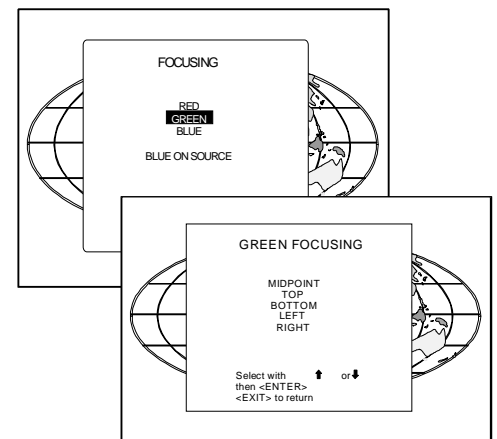 FOCUSING
RED
GREEN
BLUE
BLUE ON SOURCE
GREEN FOCUSING
MIDPOINT
TOP
BOTTOM
LEFT
RIGHT
Select with ⬆ or ⬇
then <ENTER>
<EXIT> to return